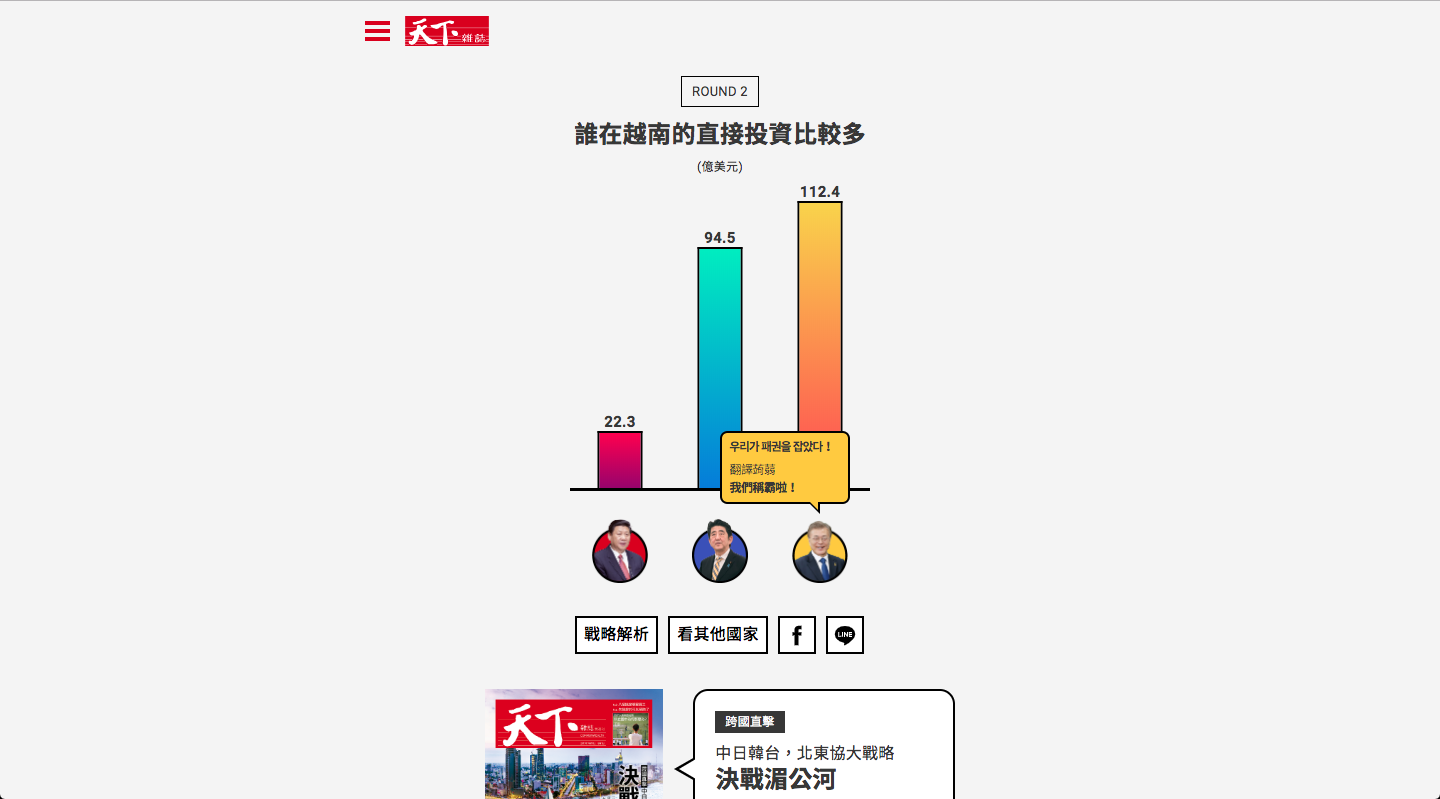 天下 雜誌
ROUND 2
誰在越南的直接投資比較多
(億美元)
112.4
94.5
22.3
우리가 패권을 잡았다！
翻譯蒟蒻
我們稱霸啦！
戰略解析
看其他國家
f
LINE
天下 雜誌
決戰
跨國直擊
中日韓台，北東協大戰略
決戰湄公河